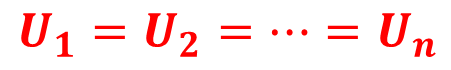 U₁ = U₂ = ⋯ = Uₙ